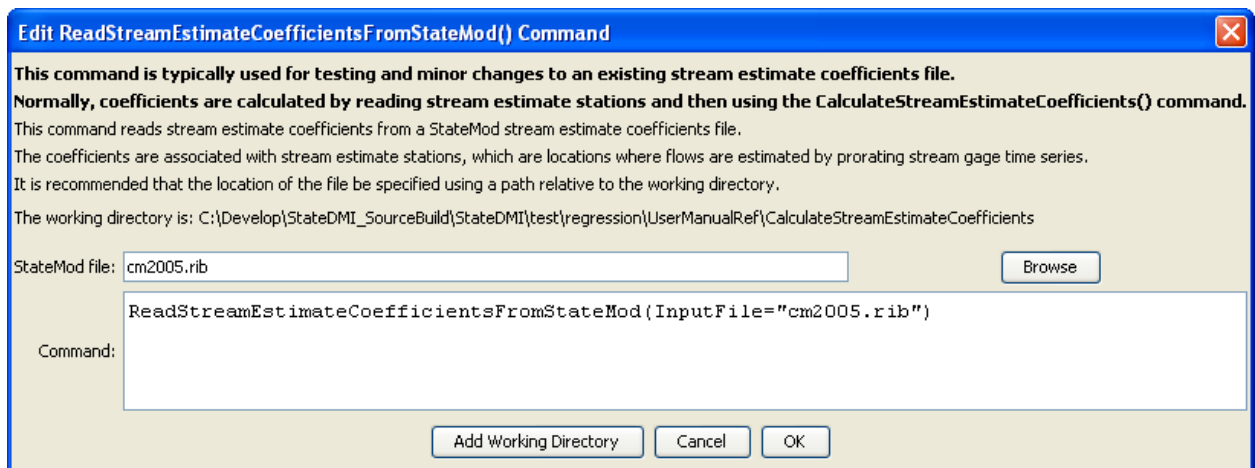 Edit ReadStreamEstimateCoefficientsFromStateMod() Command
This command is typically used for testing and minor changes to an existing stream estimate coefficients file.
Normally, coefficients are calculated by reading stream estimate stations and then using the CalculateStreamEstimateCoefficients() command.
This command reads stream estimate coefficients from a StateMod stream estimate coefficients file.
The coefficients are associated with stream estimate stations, which are locations where flows are estimated by prorating stream gage time series.
It is recommended that the location of the file be specified using a path relative to the working directory.
The working directory is: C:\Develop\StateDMI_SourceBuild\StateDMI\test\regression\UserManualRef\CalculateStreamEstimateCoefficients
StateMod file: cm2005.rib Browse
ReadStreamEstimateCoefficientsFromStateMod(InputFile="cm2005.rib")
Command:
Add Working Directory Cancel OK